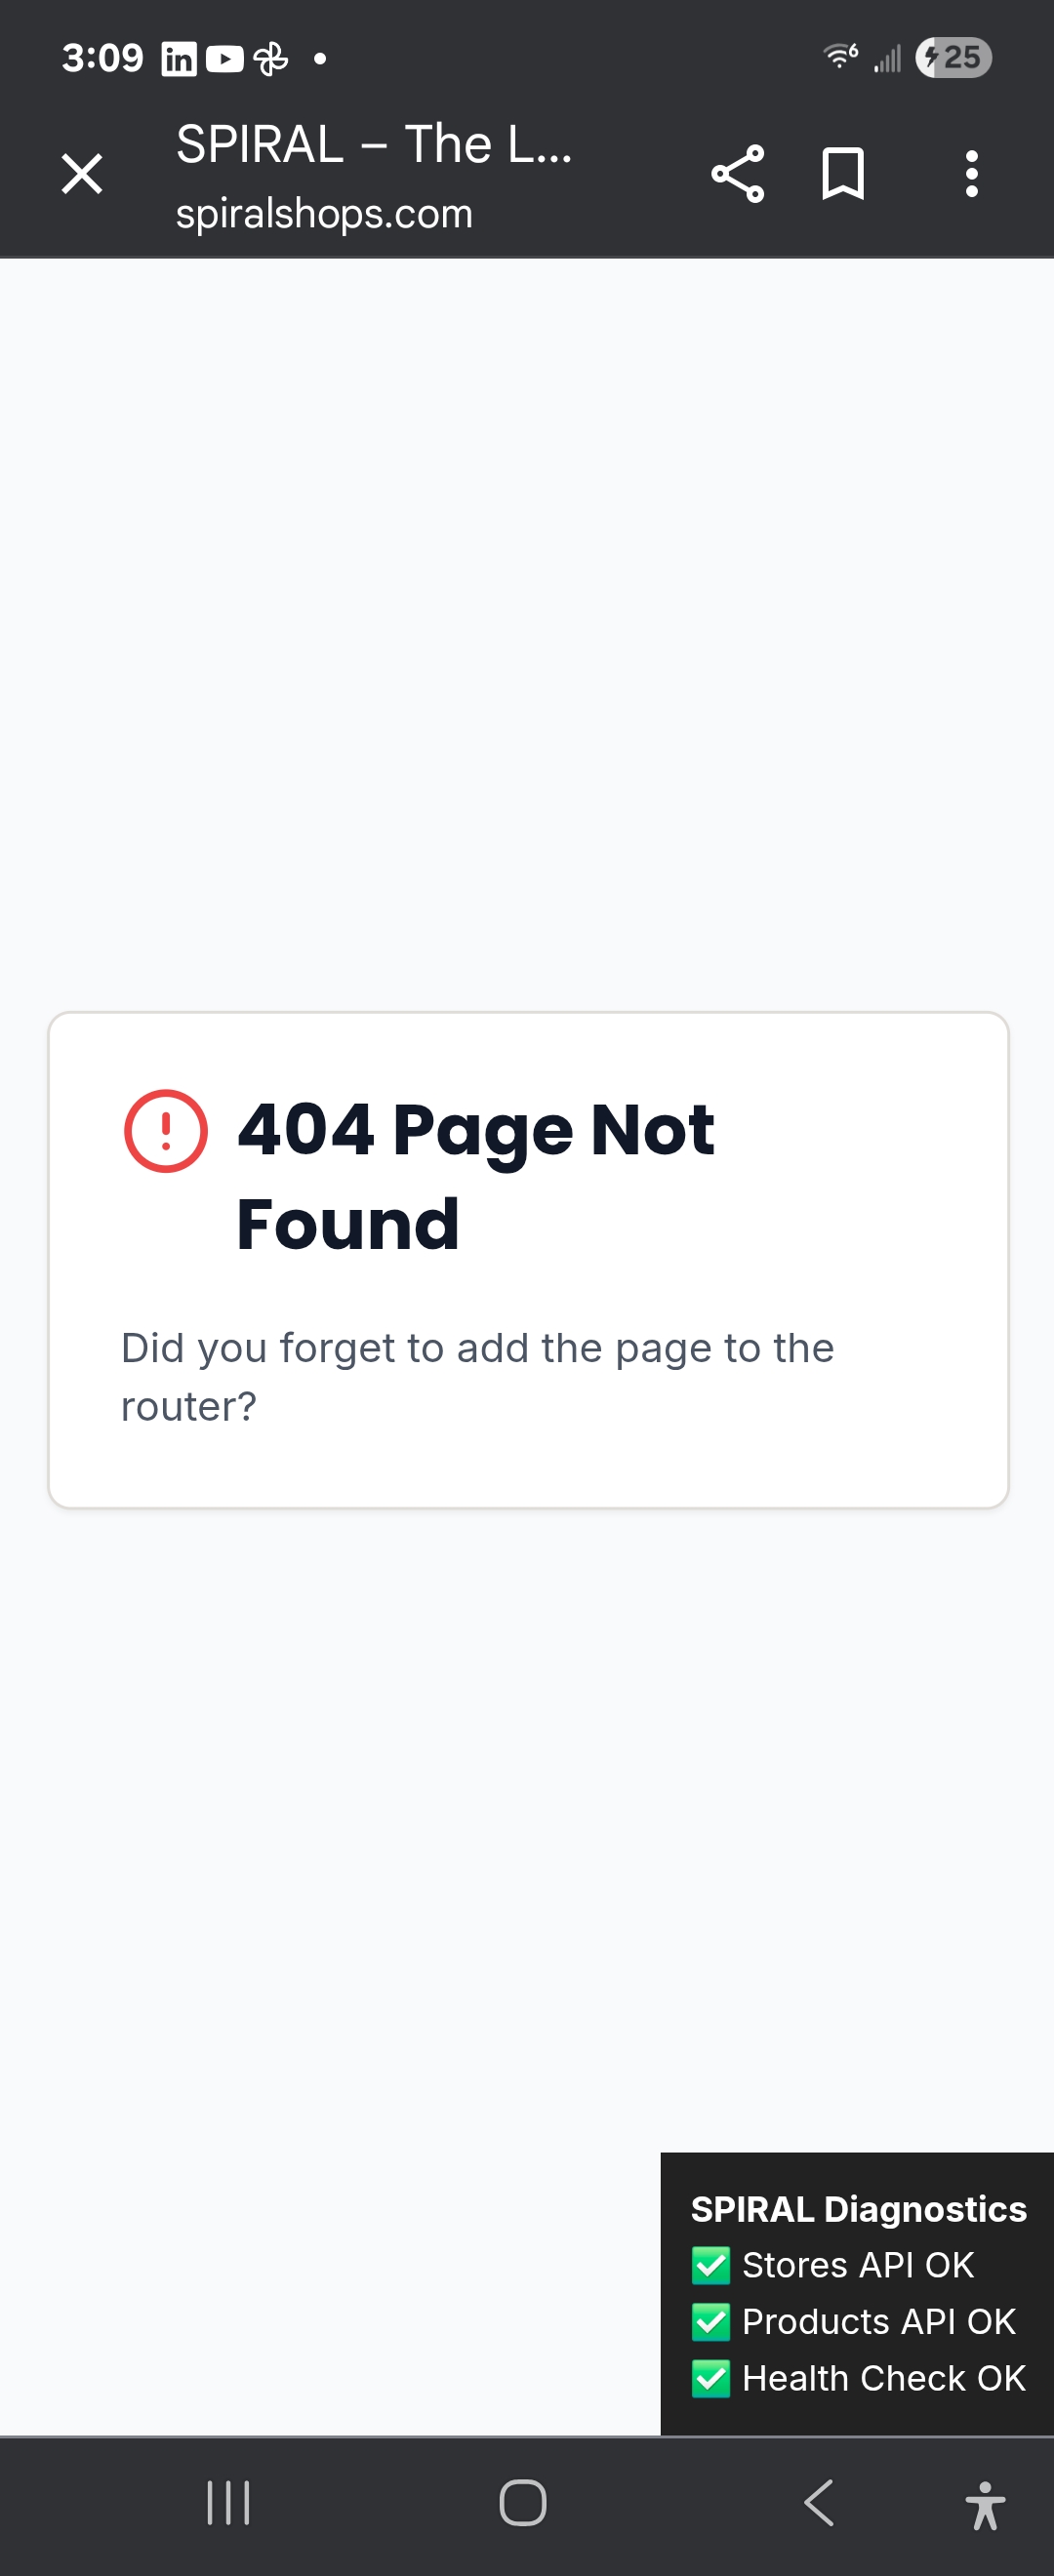 3:09
6
25
SPIRAL – The L...
spiralshops.com
404 Page Not
Found
Did you forget to add the page to the
router?
SPIRAL Diagnostics
✅ Stores API OK
✅ Products API OK
✅ Health Check OK